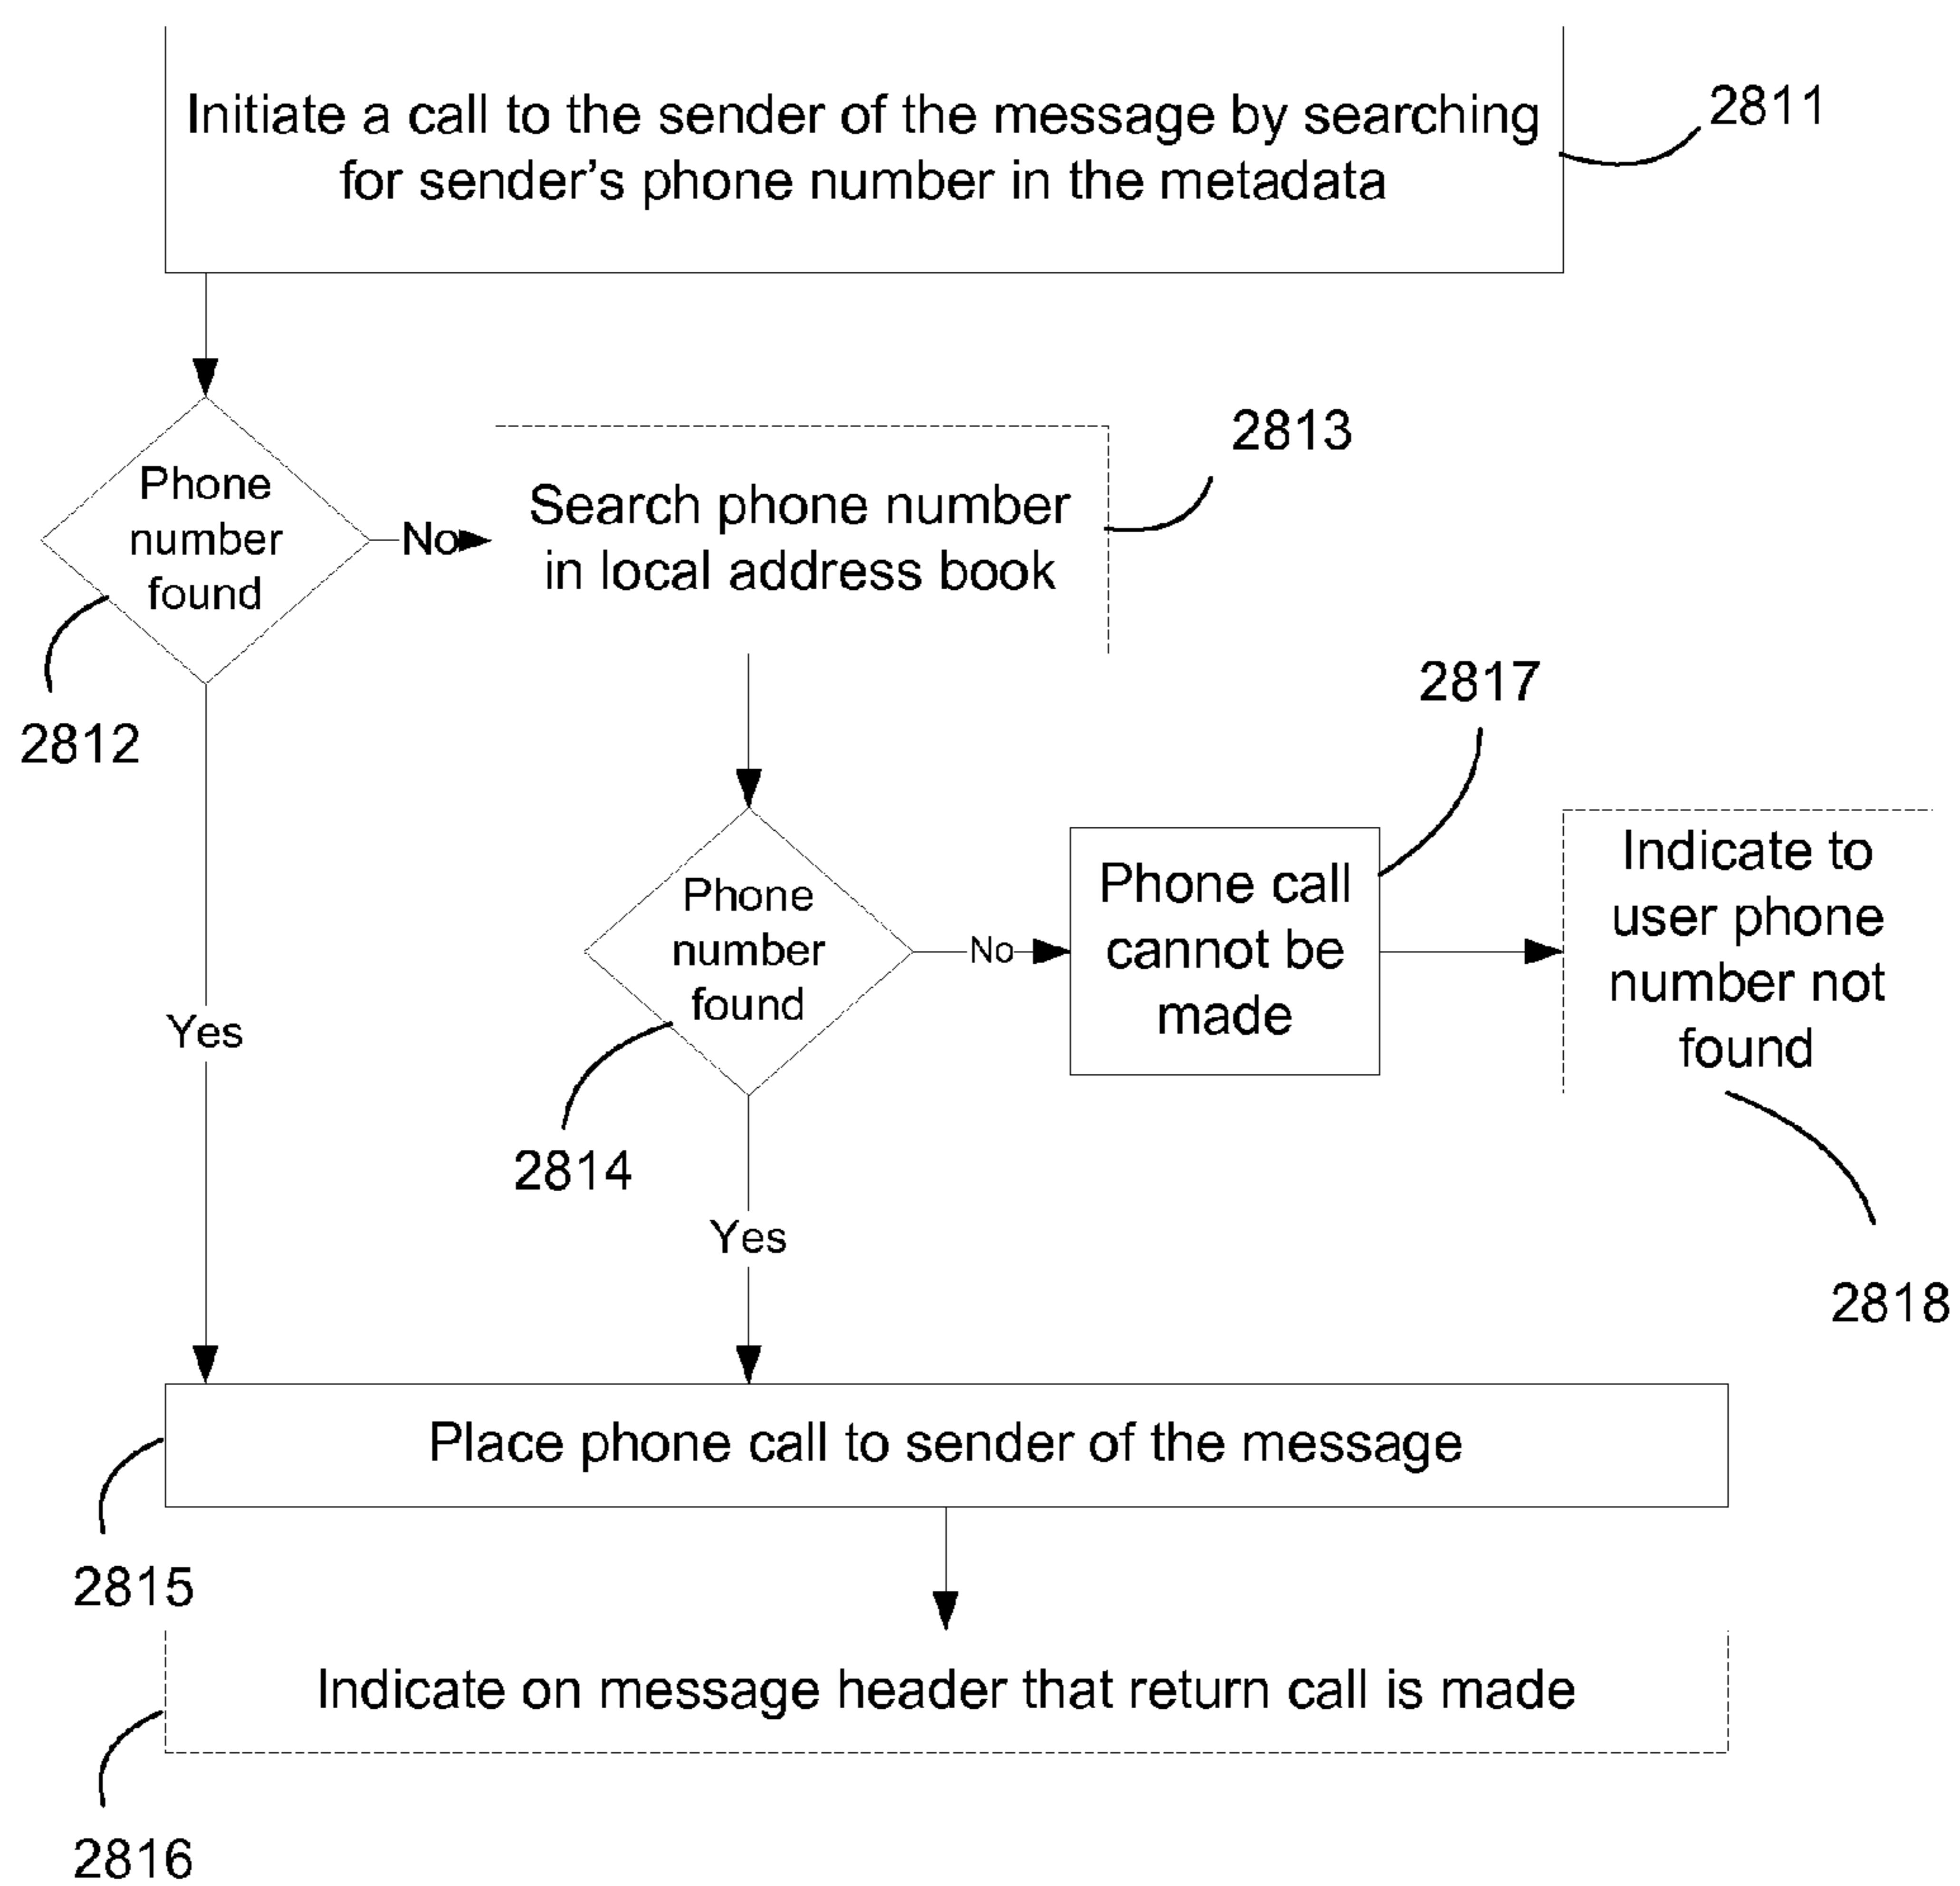 Initiate a call to the sender of the message by searching
for sender's phone number in the metadata
2811
Phone
number
found
No
2812
Search phone number
in local address book
2813
Phone
number
found
No
2814
Phone call
cannot be
made
2817
Indicate to
user phone
number not
found
2818
Yes
Yes
Place phone call to sender of the message
2815
Indicate on message header that return call is made
2816